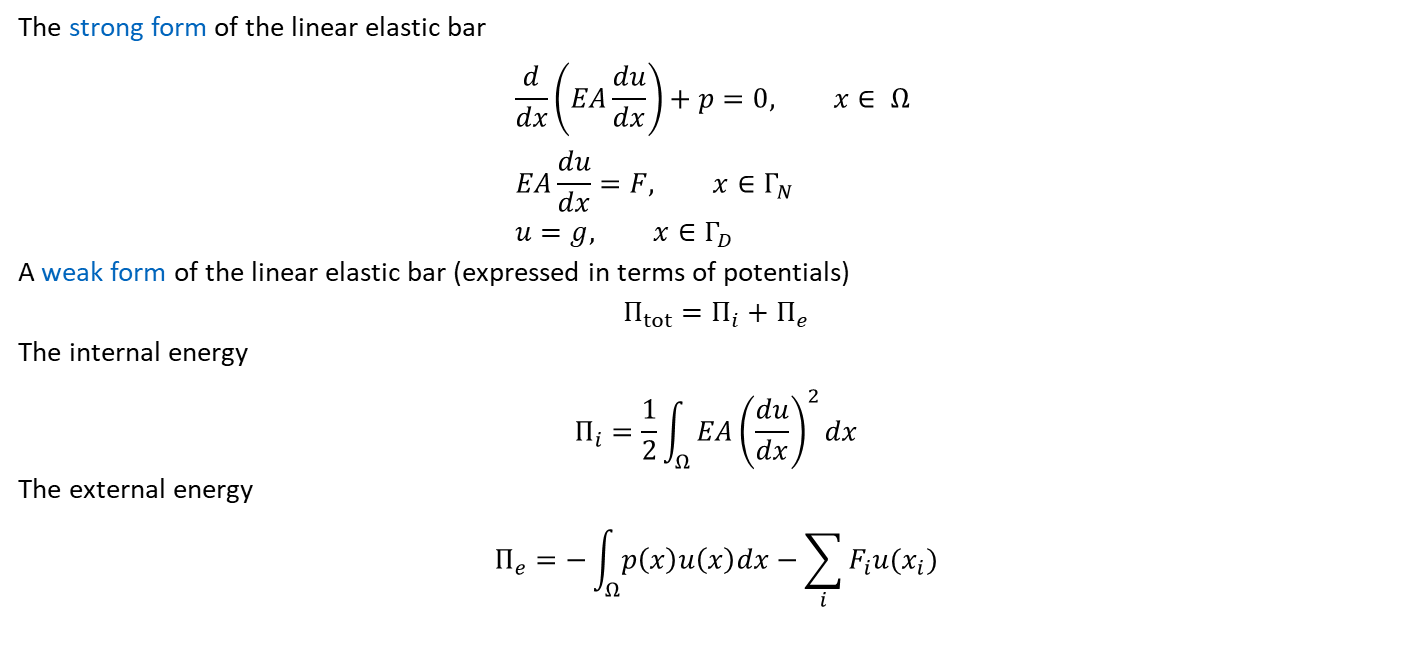 The strong form of the linear elastic bar
d/dx (EA du/dx) + p = 0, x ∈ Ω
EA du/dx = F, x ∈ Γ_N
u = g, x ∈ Γ_D
A weak form of the linear elastic bar (expressed in terms of potentials)
Π_tot = Π_i + Π_e
The internal energy
Π_i = 1/2 ∫_Ω EA (du/dx)^2 dx
The external energy
Π_e = − ∫_Ω p(x)u(x)dx − ∑_i F_i u(x_i)